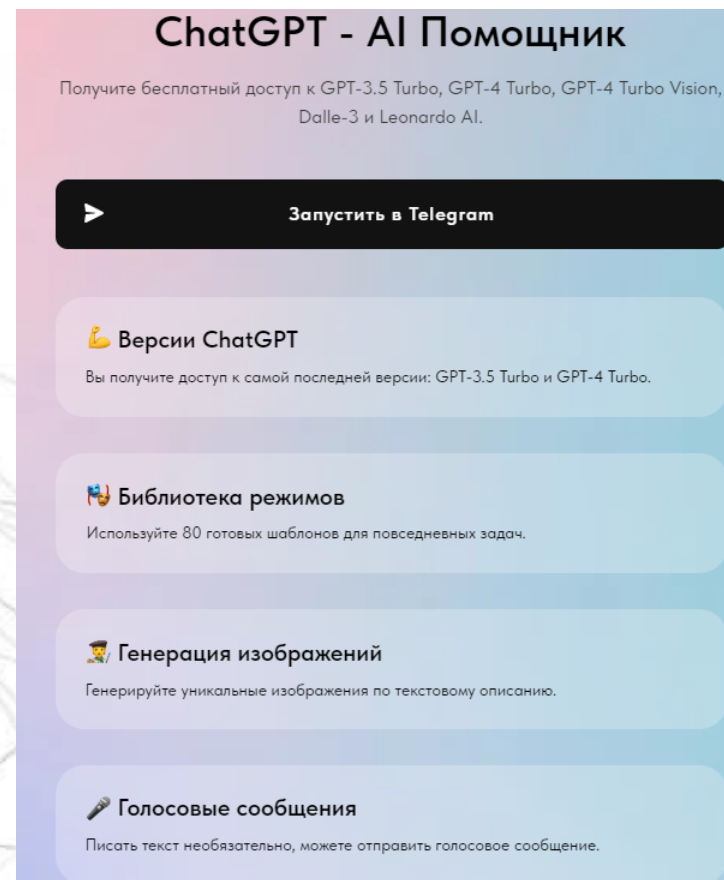 ChatGPT - AI Помощник
Получите бесплатный доступ к GPT-3.5 Turbo, GPT-4 Turbo, GPT-4 Turbo Vision,
Dalle-3 и Leonardo AI.
Запустить в Telegram
💪 Версии ChatGPT
Вы получите доступ к самой последней версии: GPT-3.5 Turbo и GPT-4 Turbo.
🎭 Библиотека режимов
Используйте 80 готовых шаблонов для повседневных задач.
👨‍🎨 Генерация изображений
Генерируйте уникальные изображения по текстовому описанию.
🎤 Голосовые сообщения
Писать текст необязательно, можете отправить голосовое сообщение.